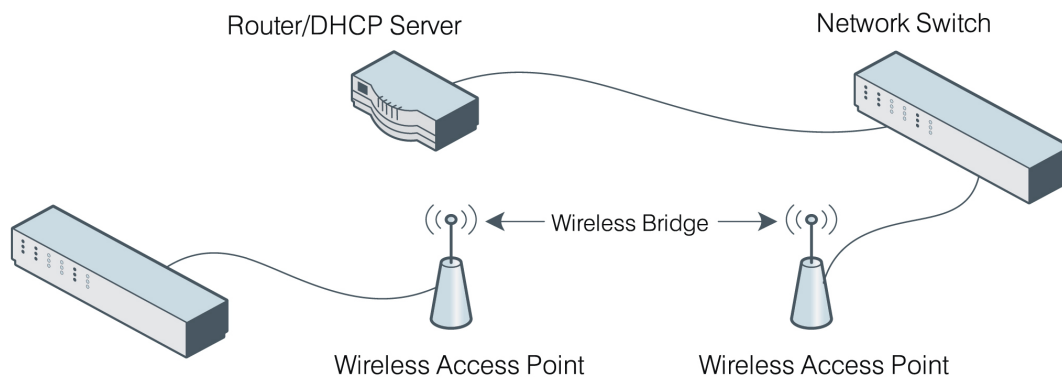 Router/DHCP Server
Network Switch
Wireless Bridge
Wireless Access Point
Wireless Access Point